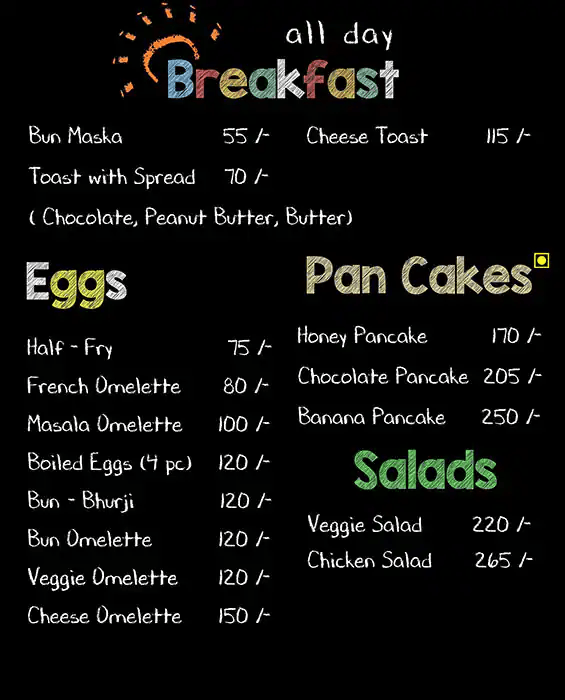 all day
Breakfast
Bun Maska 55 /-
Cheese Toast 115 /-
Toast with Spread 70 /-
( Chocolate, Peanut Butter, Butter)
Eggs
Half - Fry 75 /-
French Omelette 80 /-
Masala Omelette 100 /-
Boiled Eggs (4 pc) 120 /-
Bun - Bhurji 120 /-
Bun Omelette 120 /-
Veggie Omelette 120 /-
Cheese Omelette 150 /-
Pan Cakes
Honey Pancake 170 /-
Chocolate Pancake 205 /-
Banana Pancake 250 /-
Salads
Veggie Salad 220 /-
Chicken Salad 265 /-